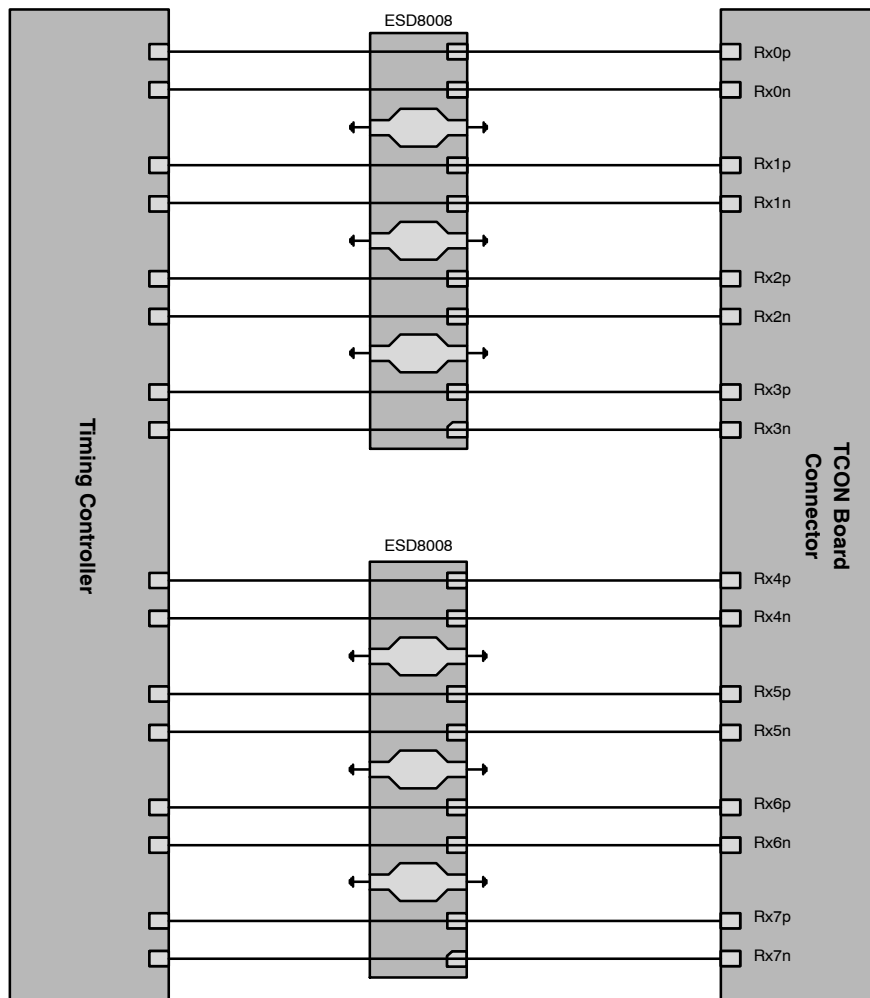 ESD8008
Rx0p
Rx0n
Rx1p
Rx1n
Rx2p
Rx2n
Rx3p
Rx3n
Timing Controller
TCON Board
Connector
ESD8008
Rx4p
Rx4n
Rx5p
Rx5n
Rx6p
Rx6n
Rx7p
Rx7n